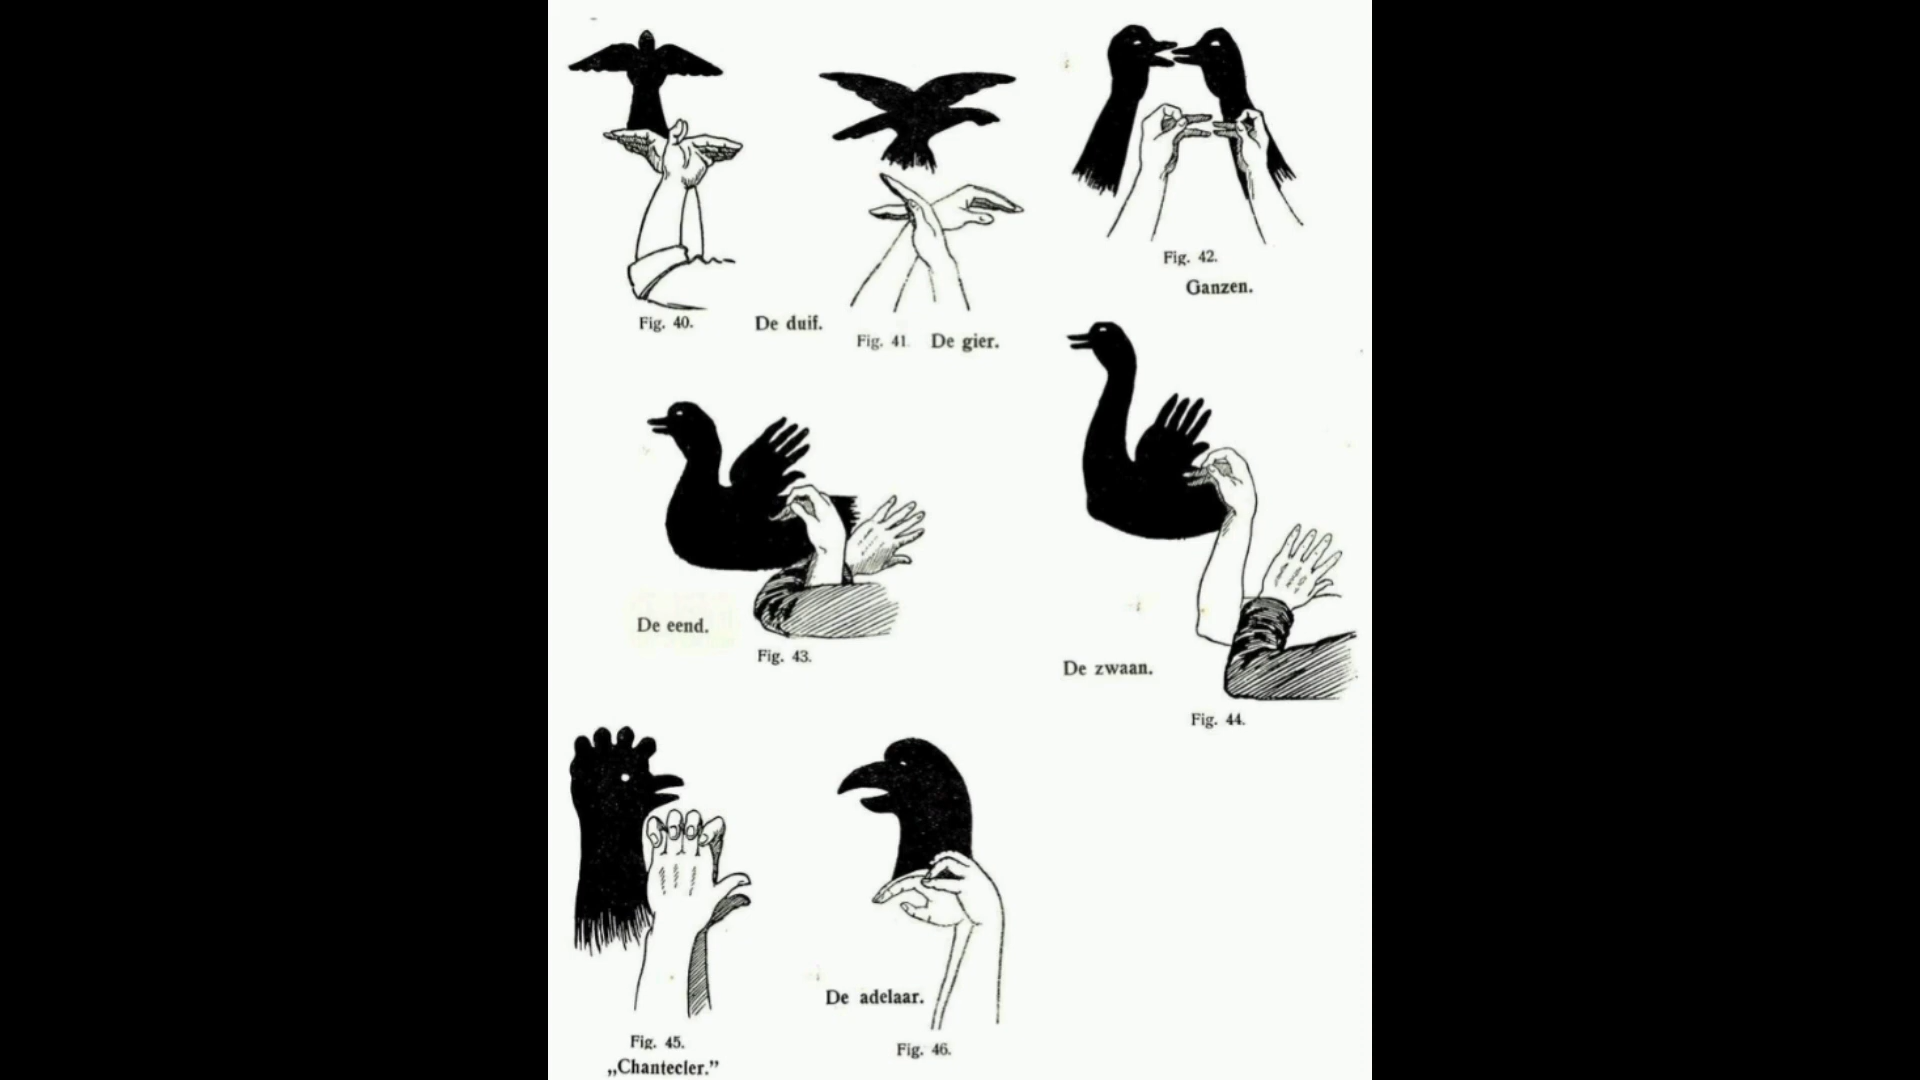 Fig. 40.
De duif.
Fig. 41.
De gier.
Fig. 42.
Ganzen.
De eend.
Fig. 43.
De zwaan.
Fig. 44.
Fig. 45.
„Chantecler.”
De adelaar.
Fig. 46.